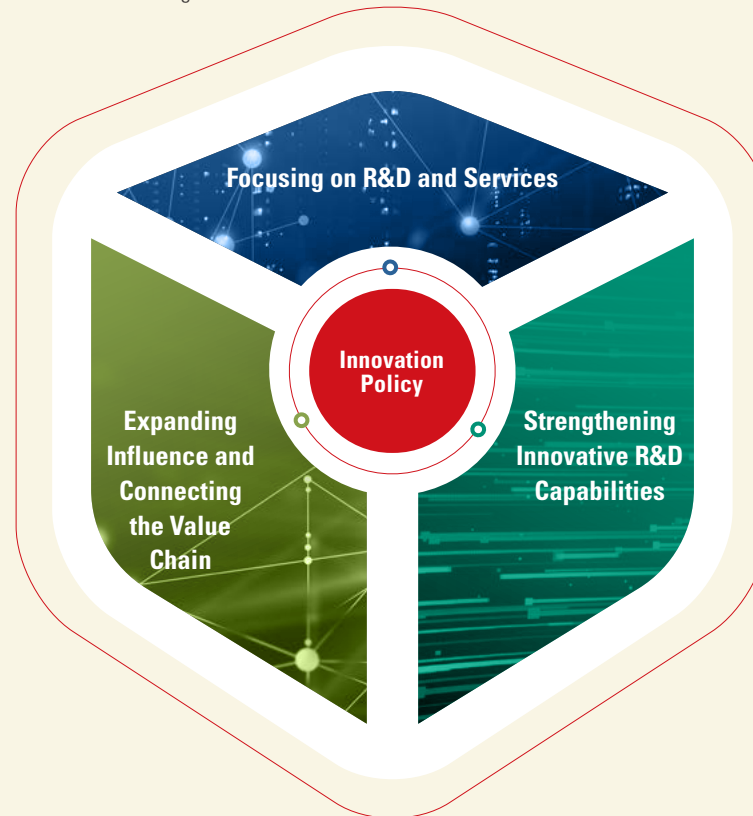 Focusing on R&D and Services
Innovation
Policy
Expanding
Influence and
Connecting
the Value
Chain
Strengthening
Innovative R&D
Capabilities